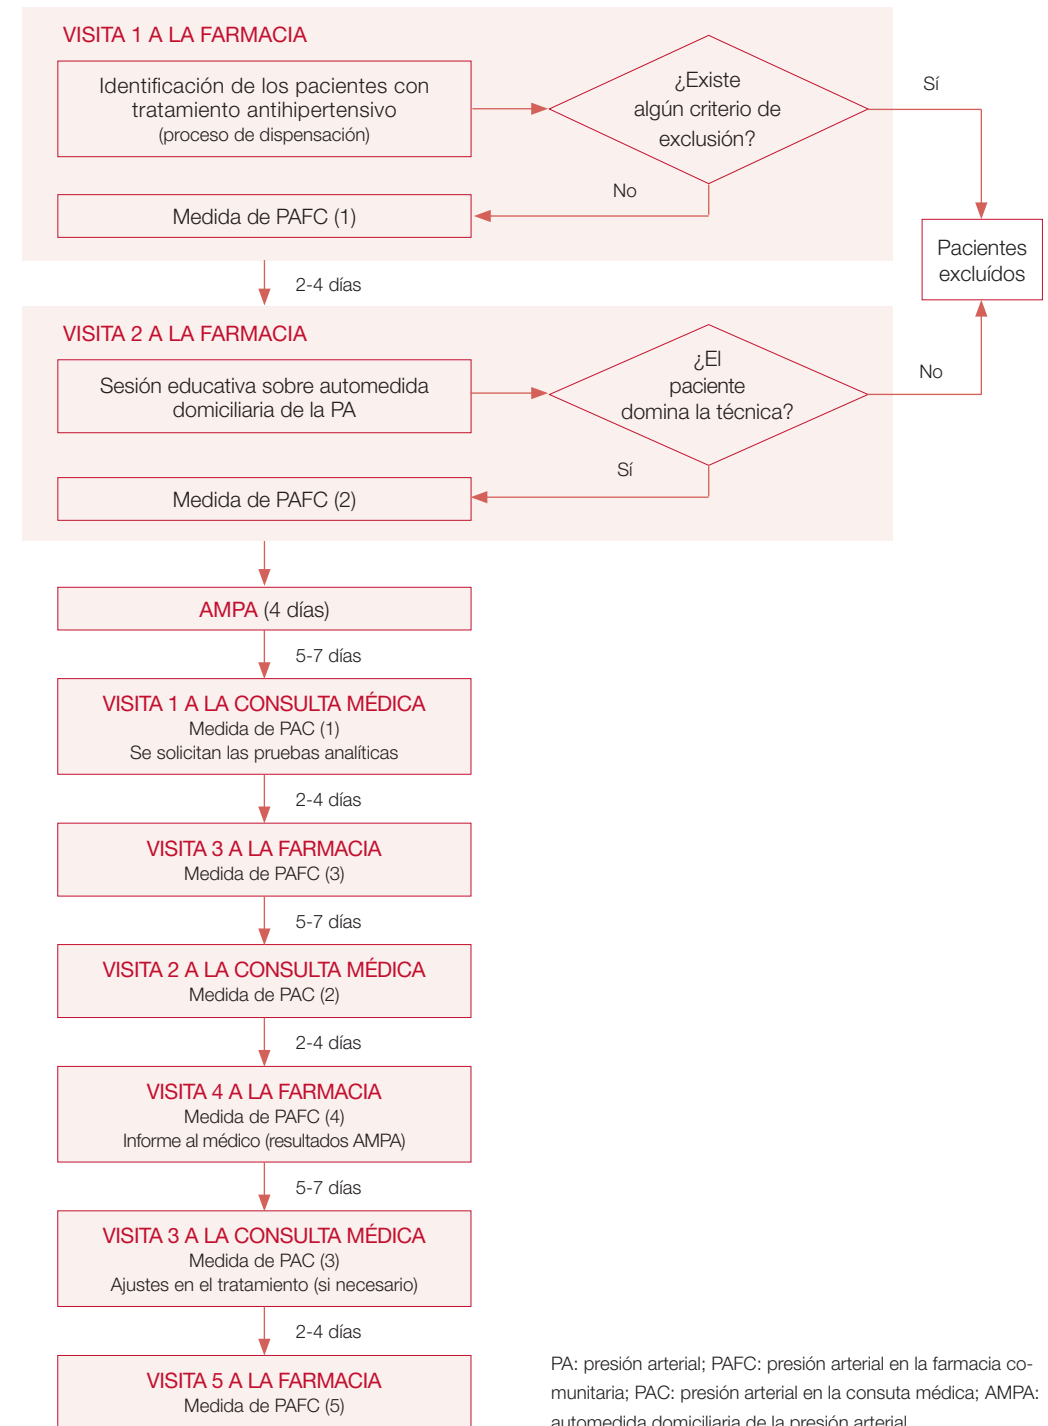 VISITA 1 A LA FARMACIA
Identificación de los pacientes con
tratamiento antihipertensivo
(proceso de dispensación)
¿Existe
algún criterio de
exclusión?
Sí
No
Medida de PAFC (1)
Pacientes
excluídos
2-4 días
VISITA 2 A LA FARMACIA
Sesión educativa sobre automedida
domiciliaria de la PA
¿El
paciente
domina la técnica?
No
Sí
Medida de PAFC (2)
AMPA (4 días)
5-7 días
VISITA 1 A LA CONSULTA MÉDICA
Medida de PAC (1)
Se solicitan las pruebas analíticas
2-4 días
VISITA 3 A LA FARMACIA
Medida de PAFC (3)
5-7 días
VISITA 2 A LA CONSULTA MÉDICA
Medida de PAC (2)
2-4 días
VISITA 4 A LA FARMACIA
Medida de PAFC (4)
Informe al médico (resultados AMPA)
5-7 días
VISITA 3 A LA CONSULTA MÉDICA
Medida de PAC (3)
Ajustes en el tratamiento (si necesario)
2-4 días
VISITA 5 A LA FARMACIA
Medida de PAFC (5)
PA: presión arterial; PAFC: presión arterial en la farmacia co-
munitaria; PAC: presión arterial en la consuta médica; AMPA:
automedida domiciliaria de la presión arterial